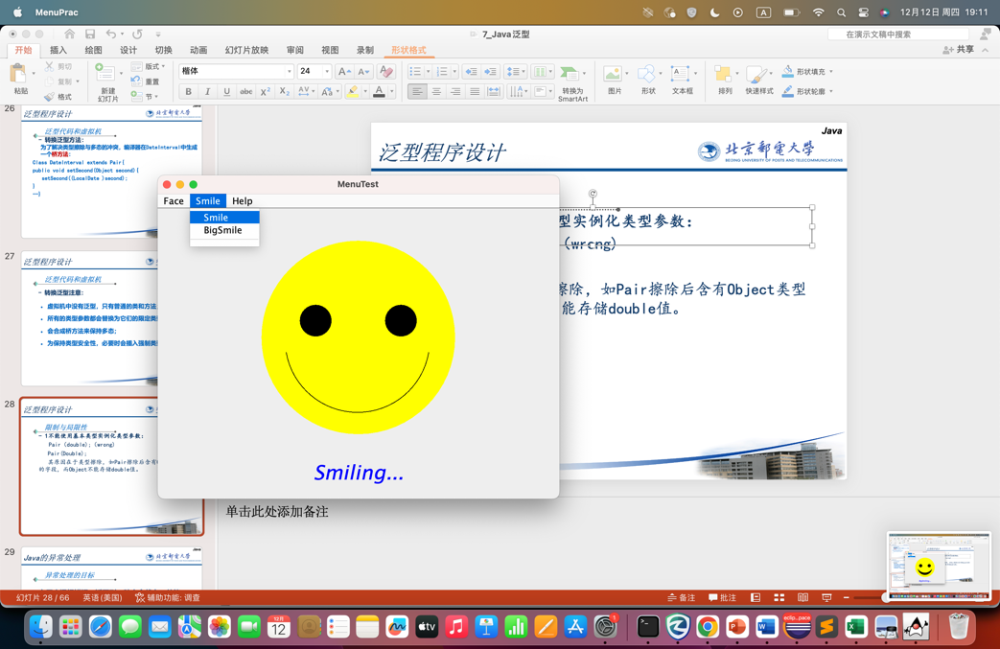 MenuPrac
A
12月12日 周四 19:11
7_Java泛型
在演示文稿中搜索
开始 插入 绘图 设计 切换 动画 幻灯片放映 审阅 视图 录制 形状格式
共享
粘贴
剪切
复制
格式
新建
幻灯片
版式
重置
节
楷体
24
B I U abc X² X₂ AV Aa A
转换为
SmartArt
图片
形状
文本框
排列
快速样式
形状填充
形状轮廓
26
泛型程序设计
北京邮电大学
泛型代码和虚拟机
– 转换泛型方法:
为了解决类型擦除与多态的冲突, 编译器在DateInterval中生成
一个桥方法:
Class DateInterval extends Pair{
public void setSecond(Object second){
setSecond((LocalDate )second);
}
27
泛型程序设计
泛型代码和虚拟机
– 转换泛型注意:
• 虚拟机中没有泛型, 只有普通的类和方法
• 所有的类型参数都会替换为它们的限定类
• 会合成桥方法来保持多态;
• 为保持类型安全性, 必要时会插入强制类
28
泛型程序设计
限制与局限性
– 1不能使用基本类型实例化类型参数:
Pair (double); (wrong)
Pair(Double);
其原因在于类型擦除, 如Pair擦除后含有
的字段, 而Object不能存储double值。
29
Java的异常处理
Java
北京邮电大学
异常处理的目标
Java
泛型程序设计
北京郵電大學
BEIJING UNIVERSITY OF POSTS AND TELECOMMUNICATIONS
型实例化类型参数:
(wrong)
擦除, 如Pair擦除后含有Object类型
能存储double值。
MenuTest
Face Smile Help
Smile
BigSmile
Smiling...
单击此处添加备注
幻灯片 28 / 66
英语(美国)
辅助功能: 调查
备注
批注
12月
12
tv
eclip...pace